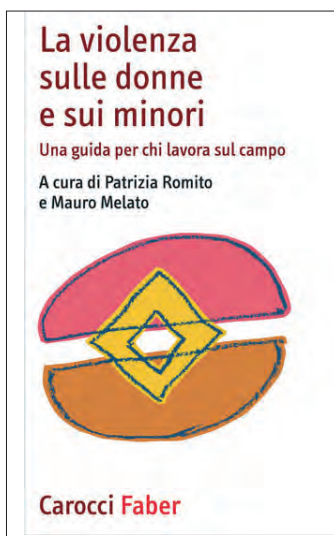 La violenza
sulle donne
e sui minori
Una guida per chi lavora sul campo
A cura di Patrizia Romito
e Mauro Melato
Carocci Faber